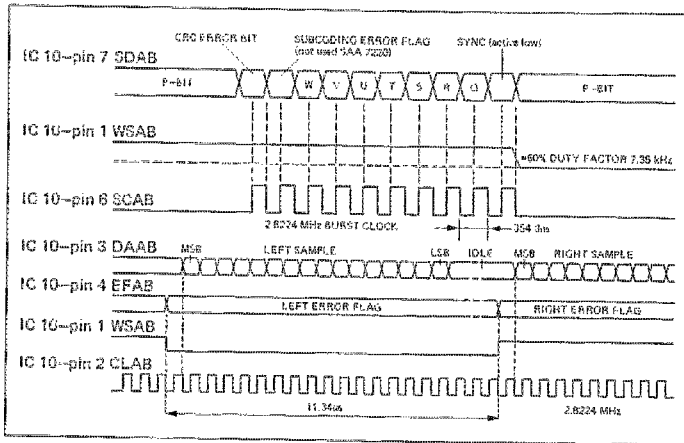 CRC ERROR BIT
SUBCODING ERROR FLAG
(not used SAA 7220)
SYNC (active low)
IC 10-pin 7 SDAB
P-BIT
W V U T S R Q
P-BIT
IC 10-pin 1 WSAB
≈50% DUTY FACTOR 7.35 kHz
IC 10-pin 6 SCAB
2.8224 MHz BURST CLOCK
354.3ns
IC 10-pin 3 DAAB
MSB
LEFT SAMPLE
LSB
IDLE
MSB
RIGHT SAMPLE
IC 10-pin 4 EFAB
LEFT ERROR FLAG
RIGHT ERROR FLAG
IC 10-pin 1 WSAB
IC 10-pin 2 CLAB
11.34us
2.8224 MHz